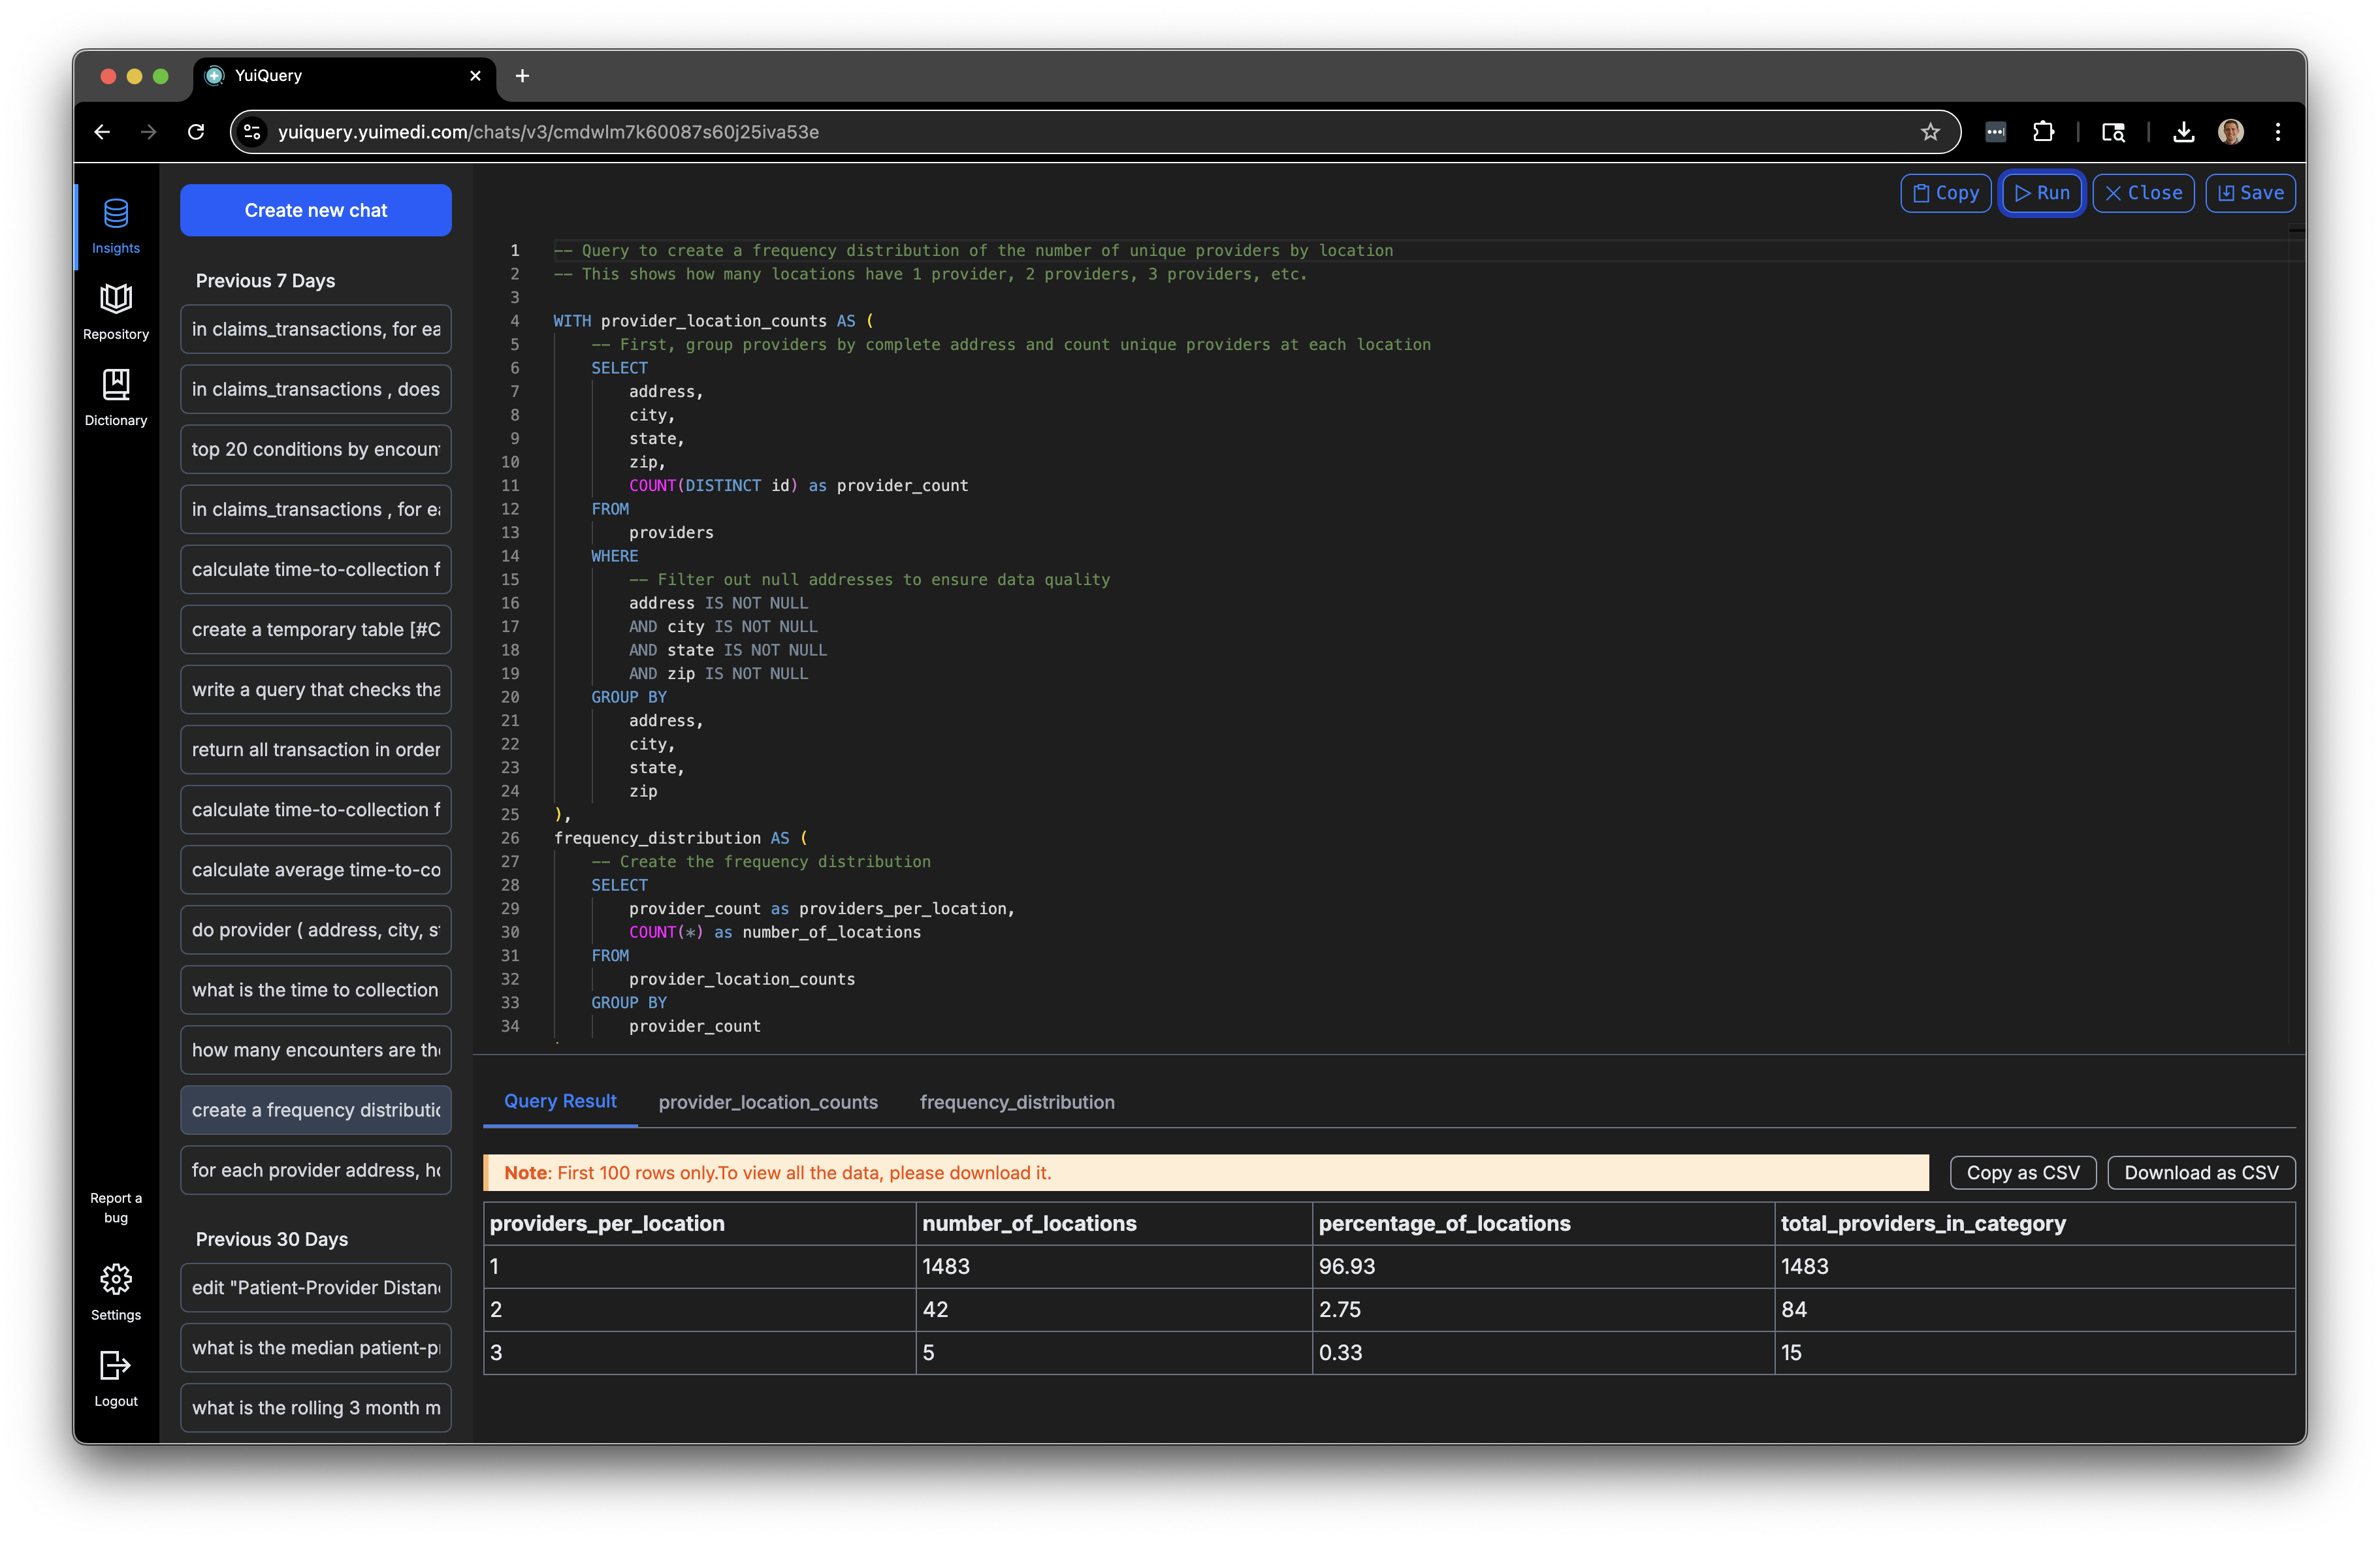 YuiQuery
yuiquery.yuimedi.com/chats/v3/cmdwlm7k60087s60j25iva53e
Insights
Repository
Dictionary
Report a
bug
Settings
Logout
Create new chat
Previous 7 Days
in claims_transactions, for ea
in claims_transactions , does
top 20 conditions by encoun
in claims_transactions , for ea
calculate time-to-collection f
create a temporary table [#C
write a query that checks tha
return all transaction in order
calculate time-to-collection f
calculate average time-to-co
do provider ( address, city, s
what is the time to collection
how many encounters are the
create a frequency distributio
for each provider address, ho
Previous 30 Days
edit "Patient-Provider Distanc
what is the median patient-p
what is the rolling 3 month m
Copy Run Close Save
1 -- Query to create a frequency distribution of the number of unique providers by location
2 -- This shows how many locations have 1 provider, 2 providers, 3 providers, etc.
3
4 WITH provider_location_counts AS (
5 -- First, group providers by complete address and count unique providers at each location
6 SELECT
7 address,
8 city,
9 state,
10 zip,
11 COUNT(DISTINCT id) as provider_count
12 FROM
13 providers
14 WHERE
15 -- Filter out null addresses to ensure data quality
16 address IS NOT NULL
17 AND city IS NOT NULL
18 AND state IS NOT NULL
19 AND zip IS NOT NULL
20 GROUP BY
21 address,
22 city,
23 state,
24 zip
25 ),
26 frequency_distribution AS (
27 -- Create the frequency distribution
28 SELECT
29 provider_count as providers_per_location,
30 COUNT(*) as number_of_locations
31 FROM
32 provider_location_counts
33 GROUP BY
34 provider_count
Query Result provider_location_counts frequency_distribution
Note: First 100 rows only.To view all the data, please download it.
Copy as CSV Download as CSV
providers_per_location number_of_locations percentage_of_locations total_providers_in_category
1 1483 96.93 1483
2 42 2.75 84
3 5 0.33 15